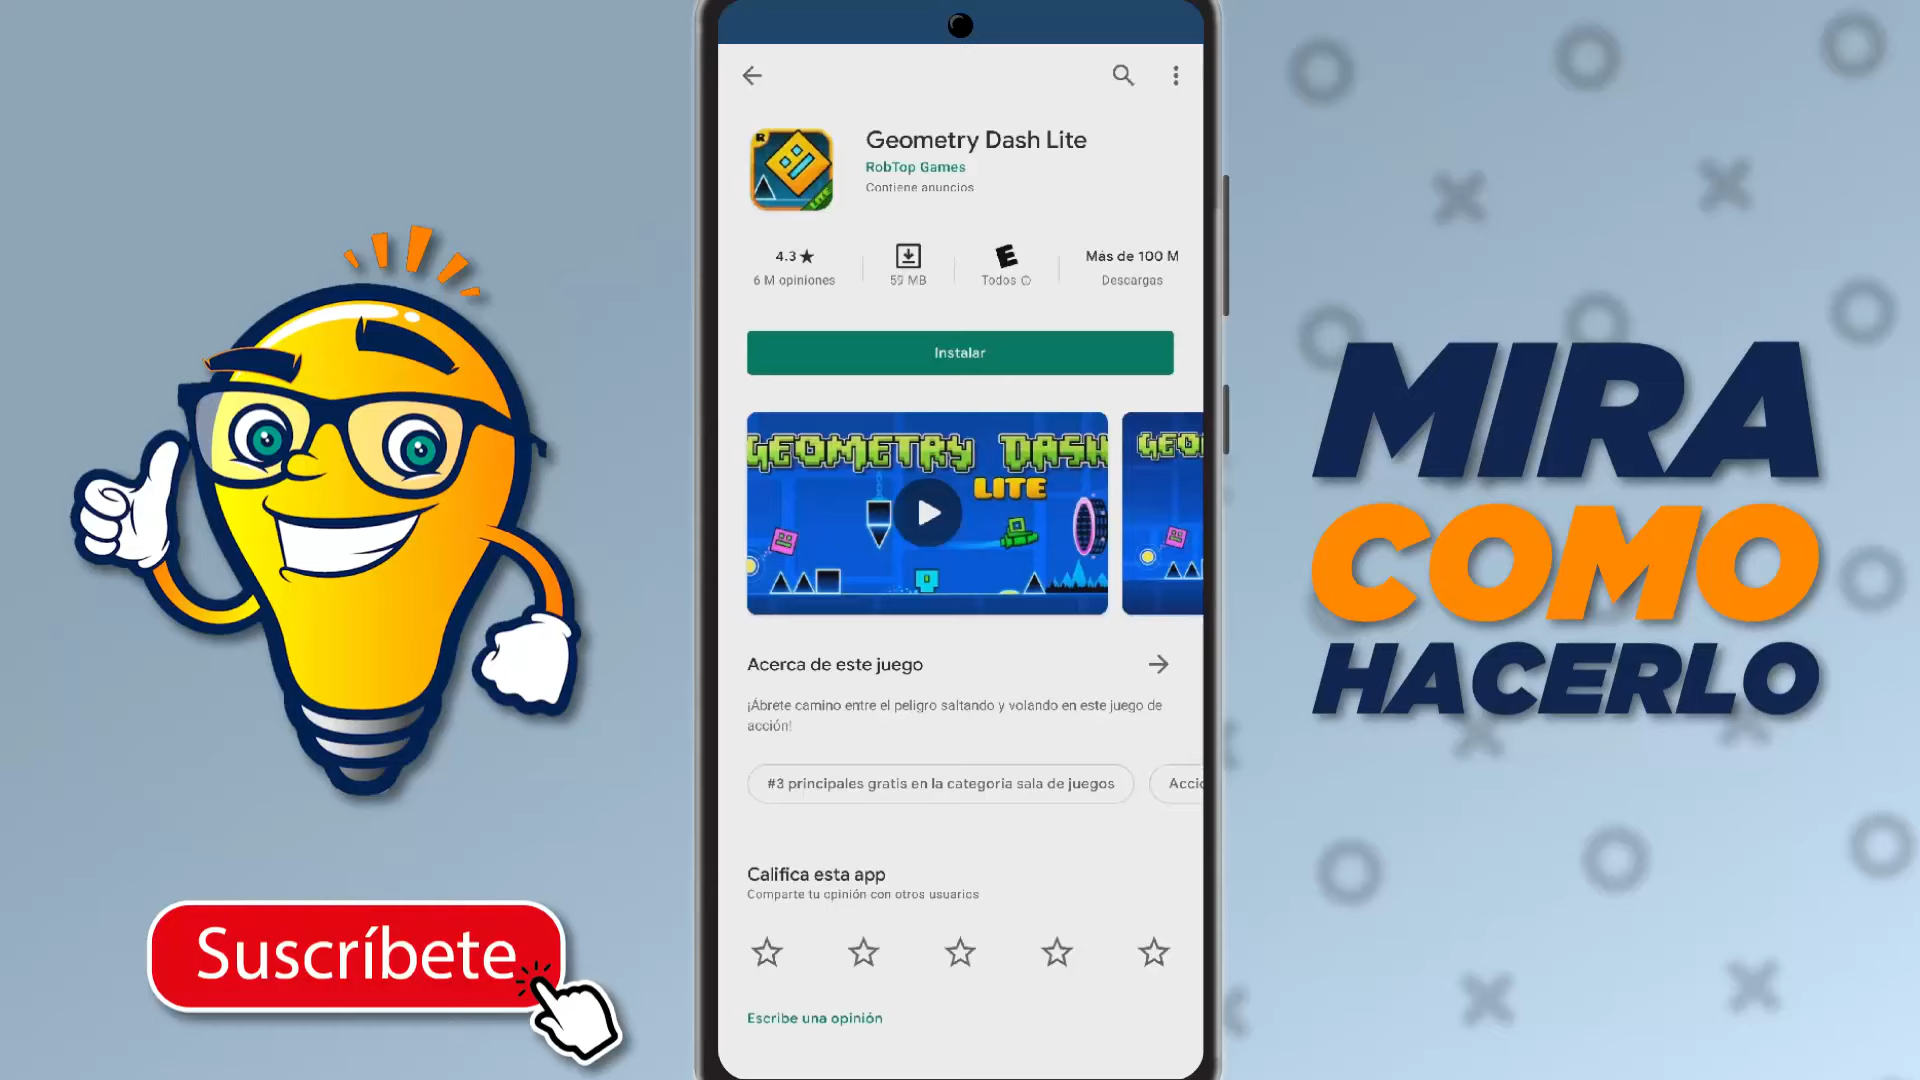 Geometry Dash Lite
RobTop Games
Contiene anuncios
4.3★
6 M opiniones
59 MB
E
Todos
Más de 100 M
Descargas
Instalar
GEOMETRY DASH
LITE
GEO
Acerca de este juego
¡Ábrete camino entre el peligro saltando y volando en este juego de
acción!
#3 principales gratis en la categoría sala de juegos
Acció
Califica esta app
Comparte tu opinión con otros usuarios
Escribe una opinión
Suscríbete
MIRA
COMO
HACERLO